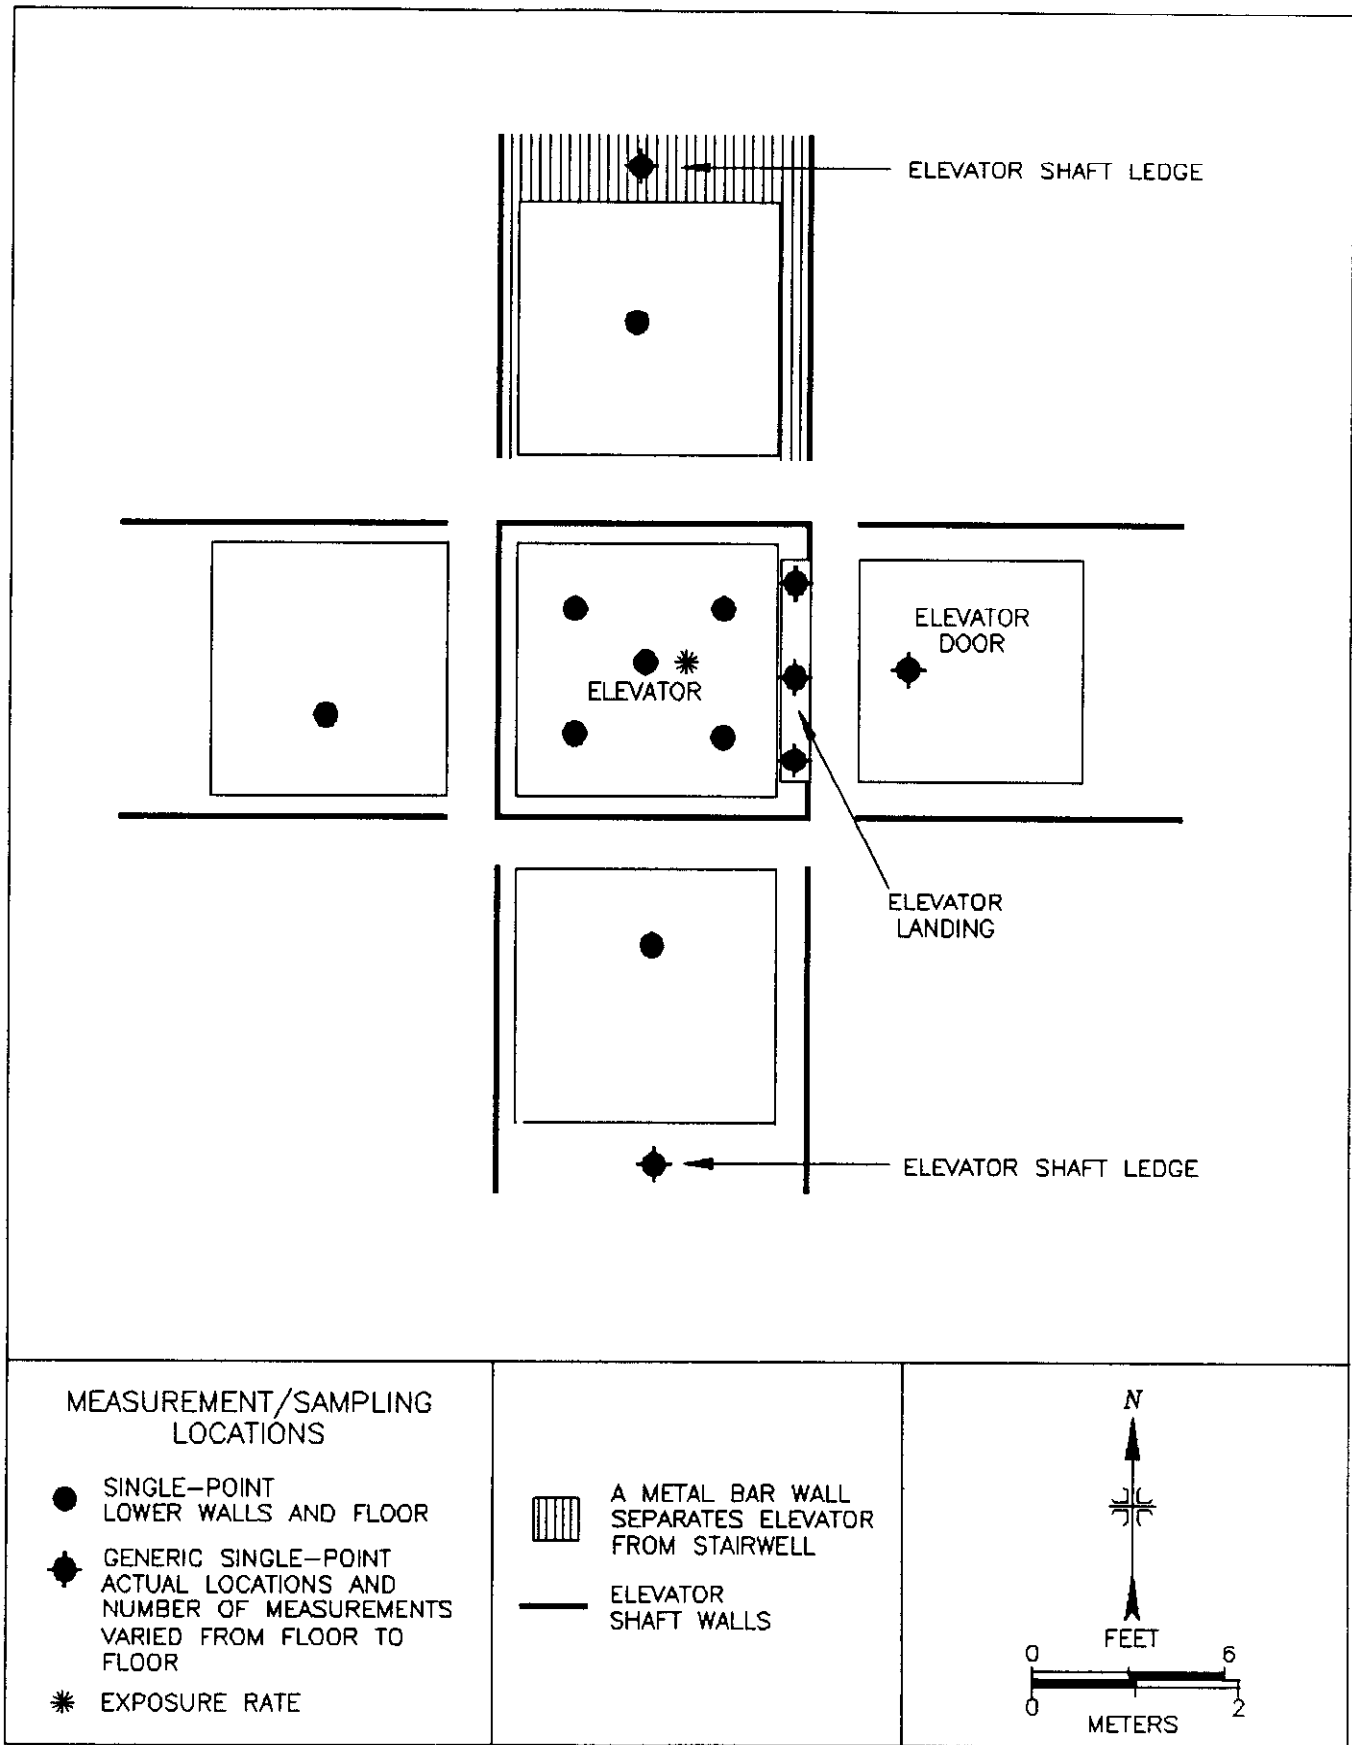 ELEVATOR SHAFT LEDGE
ELEVATOR
DOOR
ELEVATOR
ELEVATOR
LANDING
ELEVATOR SHAFT LEDGE
MEASUREMENT/SAMPLING
LOCATIONS
SINGLE-POINT
LOWER WALLS AND FLOOR
GENERIC SINGLE-POINT
ACTUAL LOCATIONS AND
NUMBER OF MEASUREMENTS
VARIED FROM FLOOR TO
FLOOR
EXPOSURE RATE
A METAL BAR WALL
SEPARATES ELEVATOR
FROM STAIRWELL
ELEVATOR
SHAFT WALLS
N
FEET
0 6
0 2
METERS